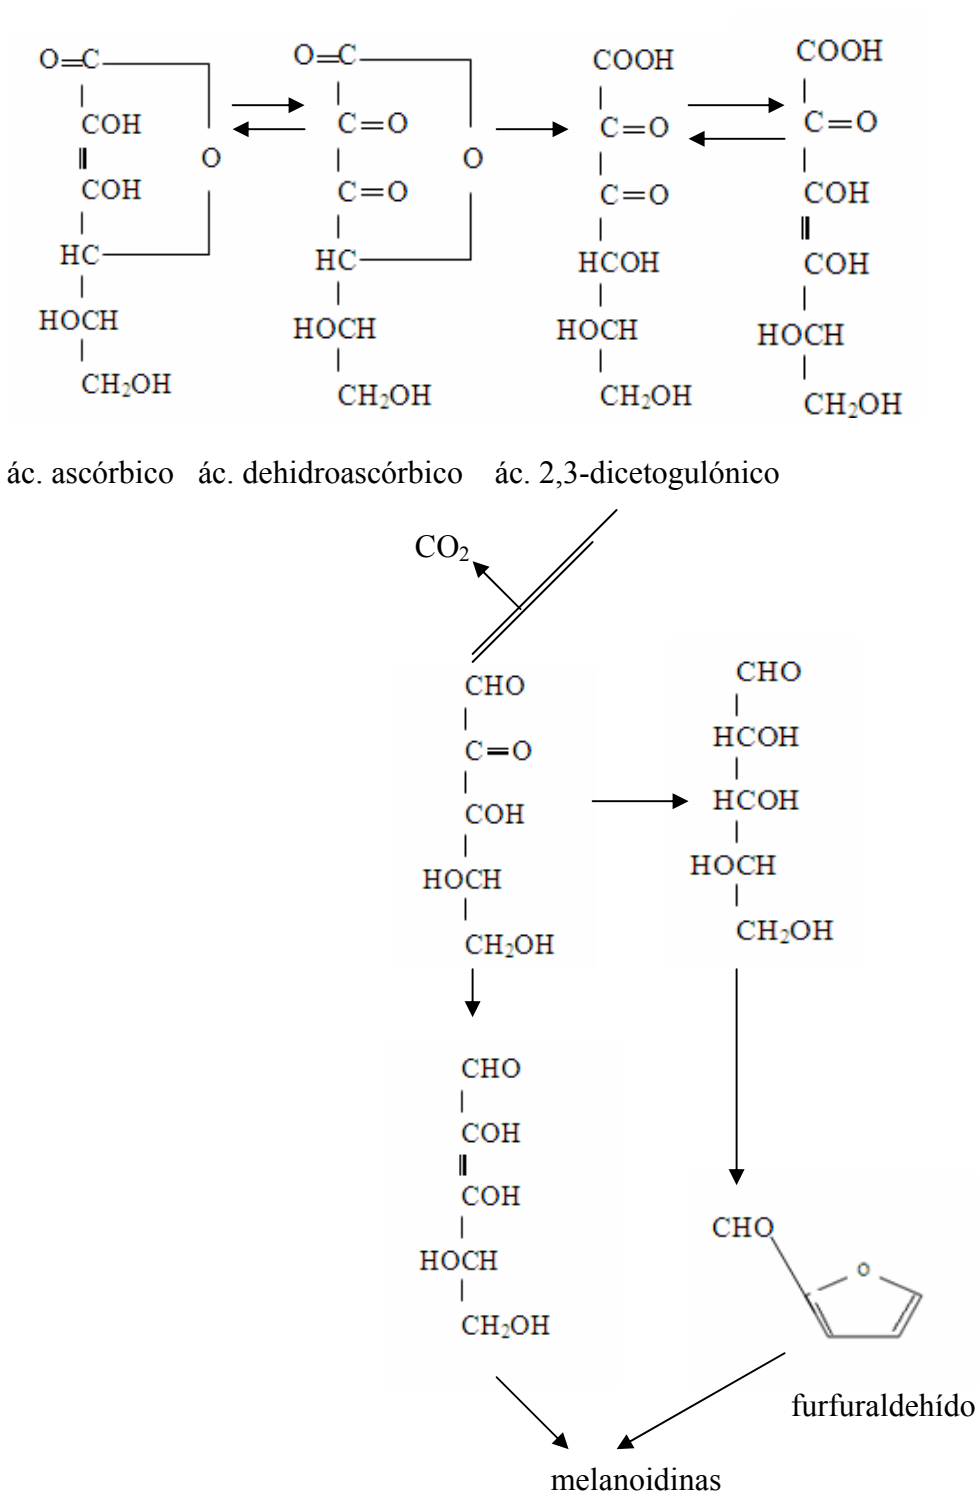 O=C O=C COOH COOH
COH C=O C=O C=O
O O
COH C=O C=O COH
HC HC HCOH COH
HOCH HOCH HOCH HOCH
CH₂OH CH₂OH CH₂OH CH₂OH
ác. ascórbico ác. dehidroascórbico ác. 2,3-dicetogulónico
CO₂
CHO CHO
C=O HCOH
COH HCOH
HOCH HOCH
CH₂OH CH₂OH
CHO
COH
COH
HOCH
CH₂OH
CHO
O
furfuraldehído
melanoidinas